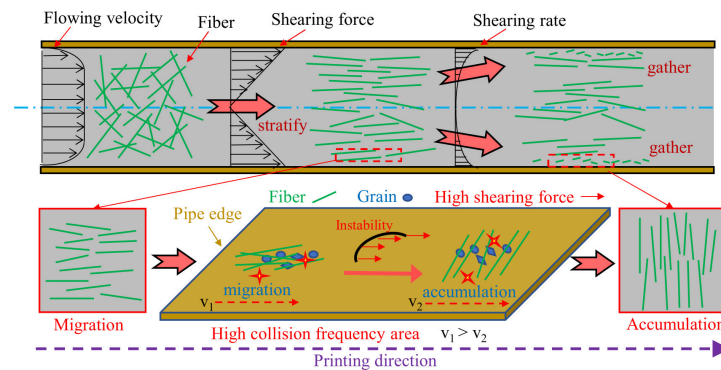 Flowing velocity
Fiber
Shearing force
Shearing rate
stratify
gather
gather
Fiber
Grain
High shearing force
Pipe edge
Instability
migration
accumulation
v₁
v₂
Migration
High collision frequency area
v₁ > v₂
Accumulation
Printing direction